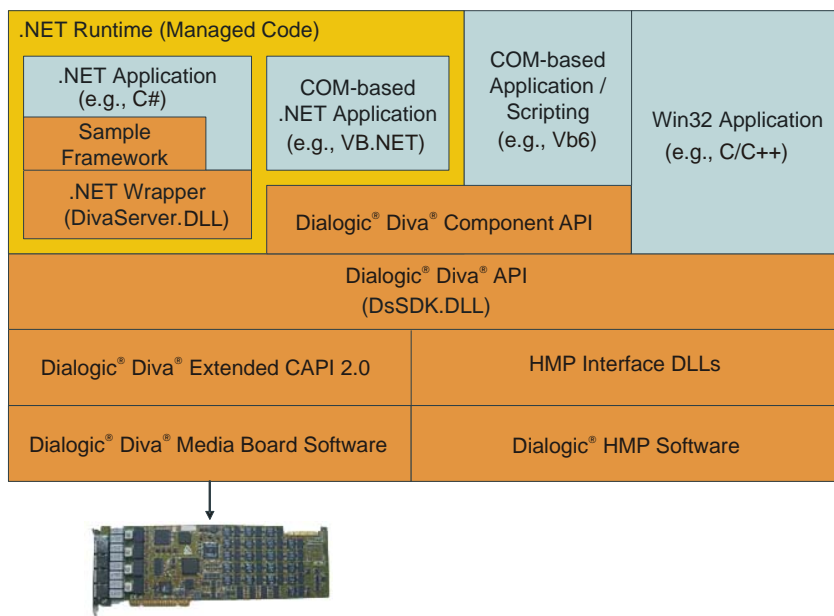 .NET Runtime (Managed Code)
.NET Application
(e.g., C#)
Sample
Framework
.NET Wrapper
(DivaServer.DLL)
COM-based
.NET Application
(e.g., VB.NET)
COM-based
Application /
Scripting
(e.g., Vb6)
Win32 Application
(e.g., C/C++)
Dialogic® Diva® Component API
Dialogic® Diva® API
(DsSDK.DLL)
Dialogic® Diva® Extended CAPI 2.0
HMP Interface DLLs
Dialogic® Diva® Media Board Software
Dialogic® HMP Software